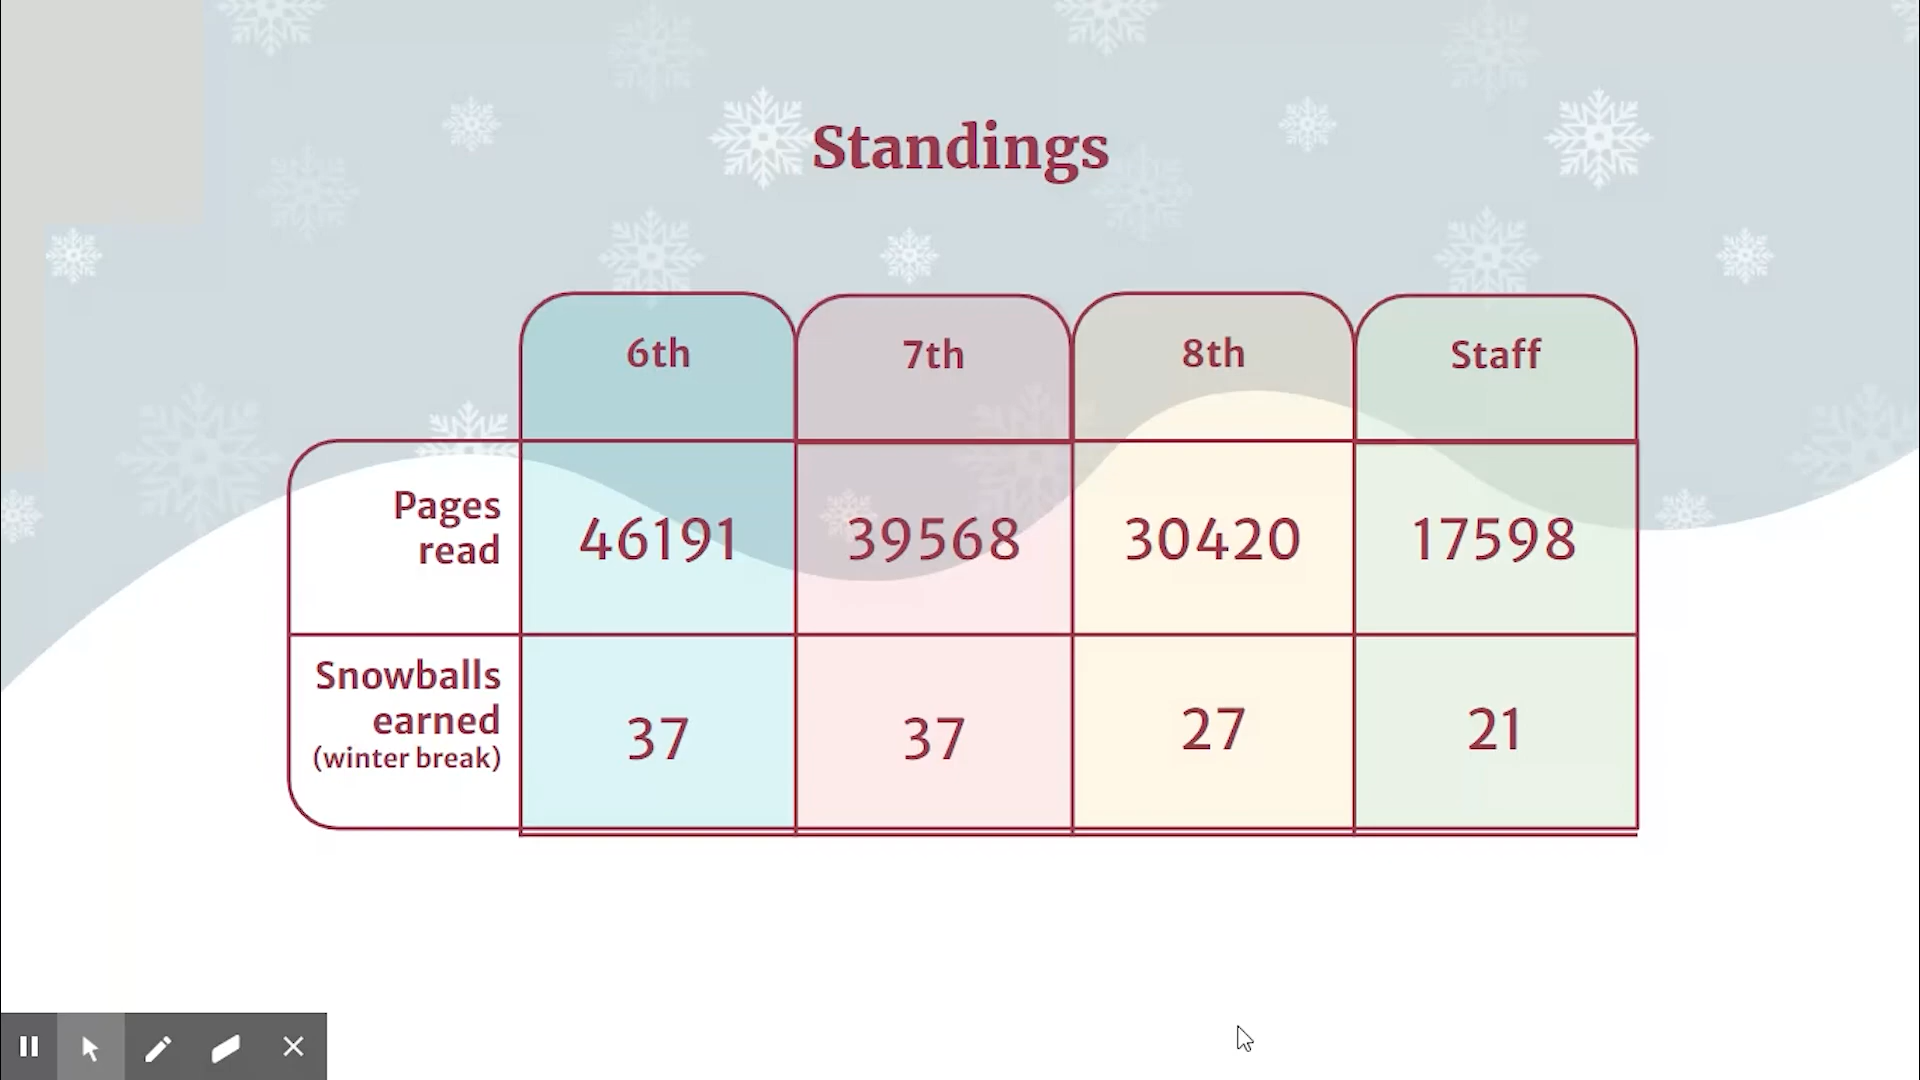 Standings
6th 7th 8th Staff
Pages
read
46191 39568 30420 17598
Snowballs
earned
(winter break)
37 37 27 21